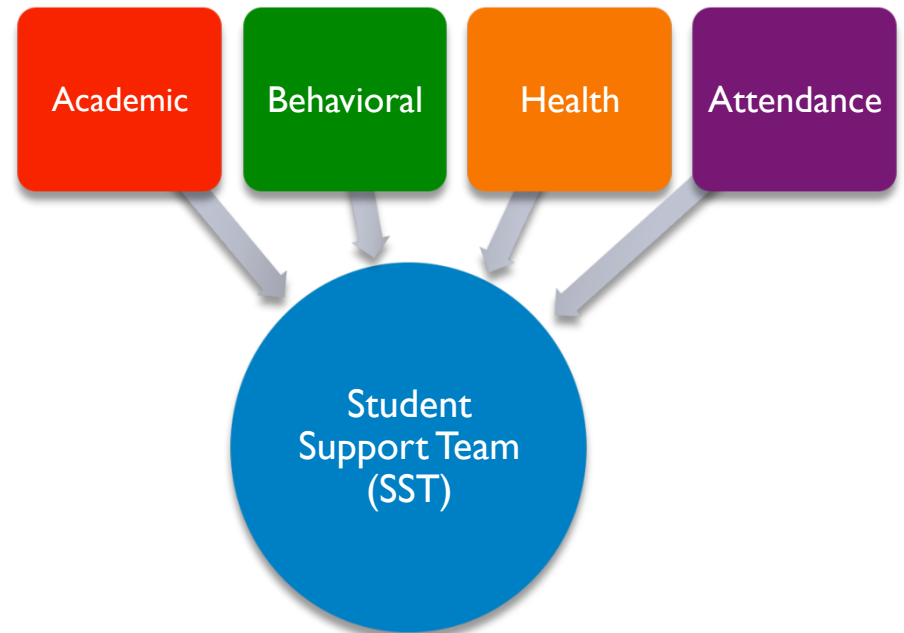 Academic
Behavioral
Health
Attendance
Student
Support Team
(SST)